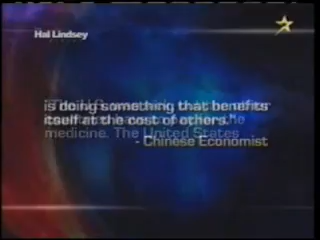 Hal Lindsey
is doing something that benefits
itself at the cost of others."
medicine. The United States
- Chinese Economist